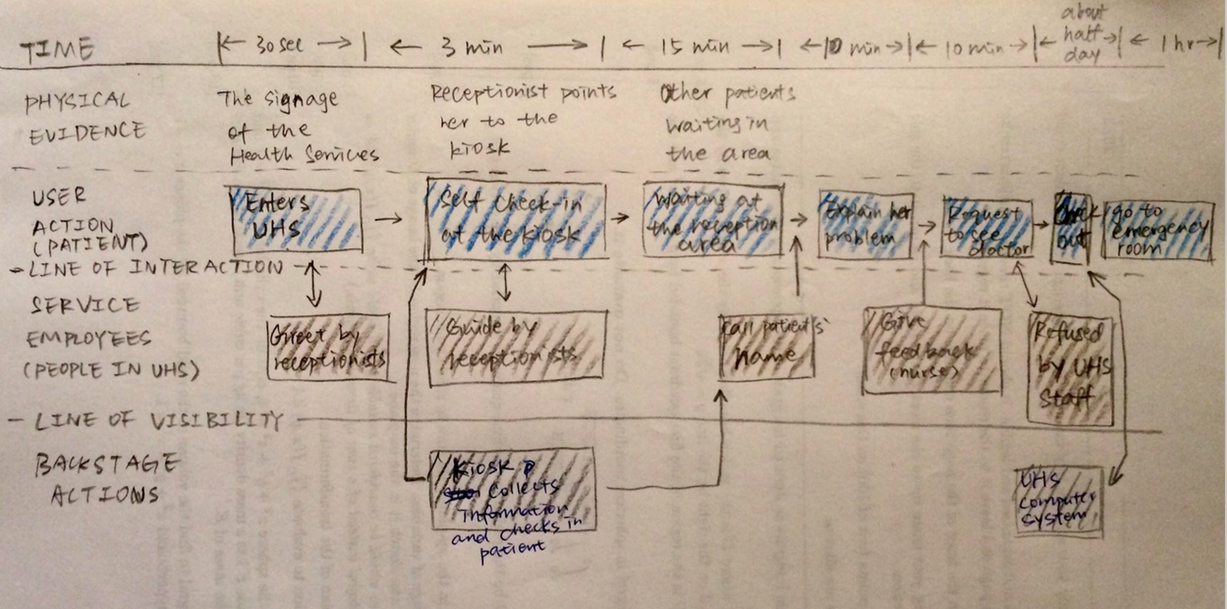 TIME
30 sec
3 min
15 min
10 min
10 min
about
half
day
1 hr
PHYSICAL
EVIDENCE
The signage
of the
Health Services
Receptionist points
her to the
kiosk
Other patients
waiting in
the area
USER
ACTION
(PATIENT)
Enters
UHS
Self check-in
at the kiosk
Waiting at
the reception
area
Explain her
problem
Request
to see
doctor
Check
out
go to
emergency
room
LINE OF INTERACTION
SERVICE
EMPLOYEES
(PEOPLE IN UHS)
Greet by
receptionists
Guide by
receptionists
Call patient's
name
Give
feedback
(nurse)
Refused
by UHS
staff
LINE OF VISIBILITY
BACKSTAGE
ACTIONS
Kiosk
collects
information
and checks in
patient
UHS
computer
system